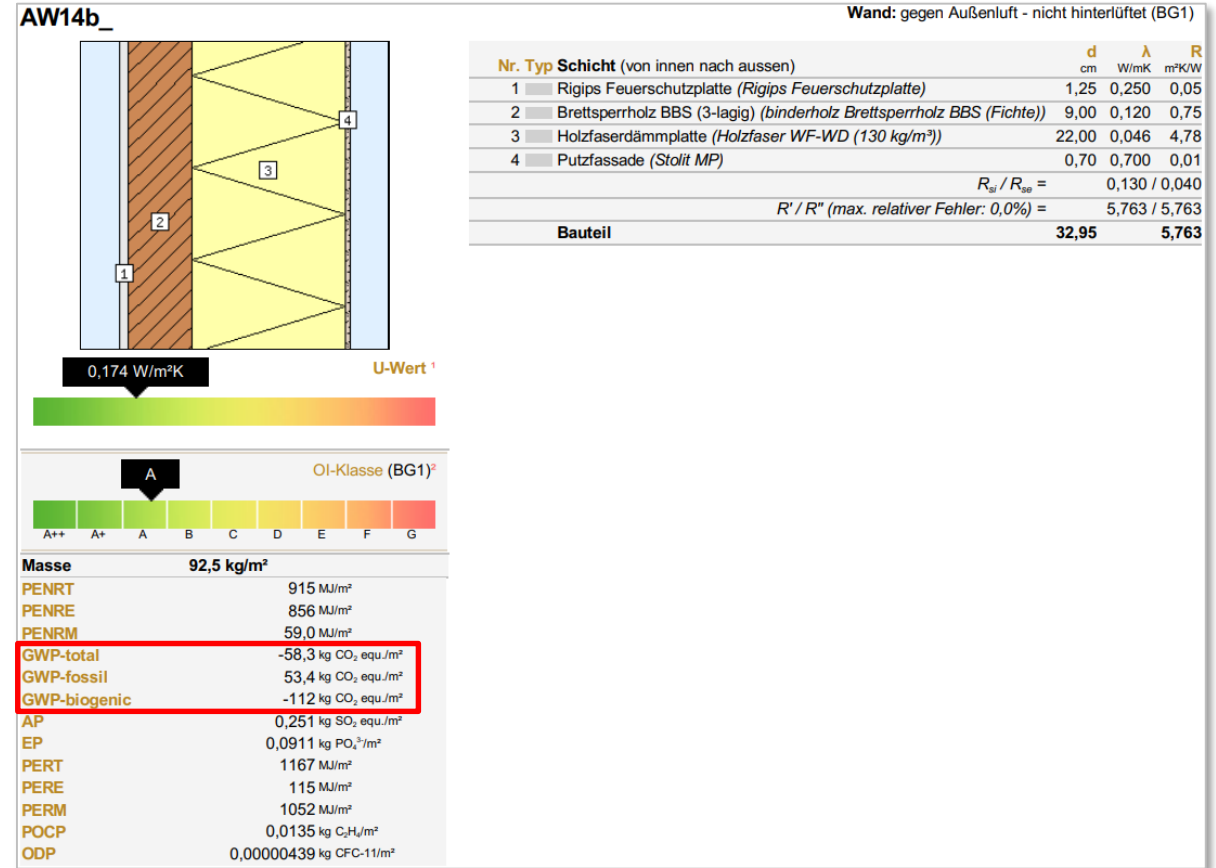 AW14b_
Wand: gegen Außenluft - nicht hinterlüftet (BG1)
d λ R
Nr. Typ Schicht (von innen nach aussen) cm W/mK m²K/W
1 Rigips Feuerschutzplatte (Rigips Feuerschutzplatte) 1,25 0,250 0,05
2 Brettsperrholz BBS (3-lagig) (binderholz Brettsperrholz BBS (Fichte)) 9,00 0,120 0,75
3 Holzfaserdämmplatte (Holzfaser WF-WD (130 kg/m³)) 22,00 0,046 4,78
4 Putzfassade (Stolit MP) 0,70 0,700 0,01
Rsi / Rse = 0,130 / 0,040
R' / R" (max. relativer Fehler: 0,0%) = 5,763 / 5,763
Bauteil 32,95 5,763
4
3
2
1
0,174 W/m²K
U-Wert ¹
A
OI-Klasse (BG1)²
A++ A+ A B C D E F G
Masse 92,5 kg/m²
PENRT 915 MJ/m²
PENRE 856 MJ/m²
PENRM 59,0 MJ/m²
GWP-total -58,3 kg CO₂ equ./m²
GWP-fossil 53,4 kg CO₂ equ./m²
GWP-biogenic -112 kg CO₂ equ./m²
AP 0,251 kg SO₂ equ./m²
EP 0,0911 kg PO₄³⁻/m²
PERT 1167 MJ/m²
PERE 115 MJ/m²
PERM 1052 MJ/m²
POCP 0,0135 kg C₂H₄/m²
ODP 0,00000439 kg CFC-11/m²